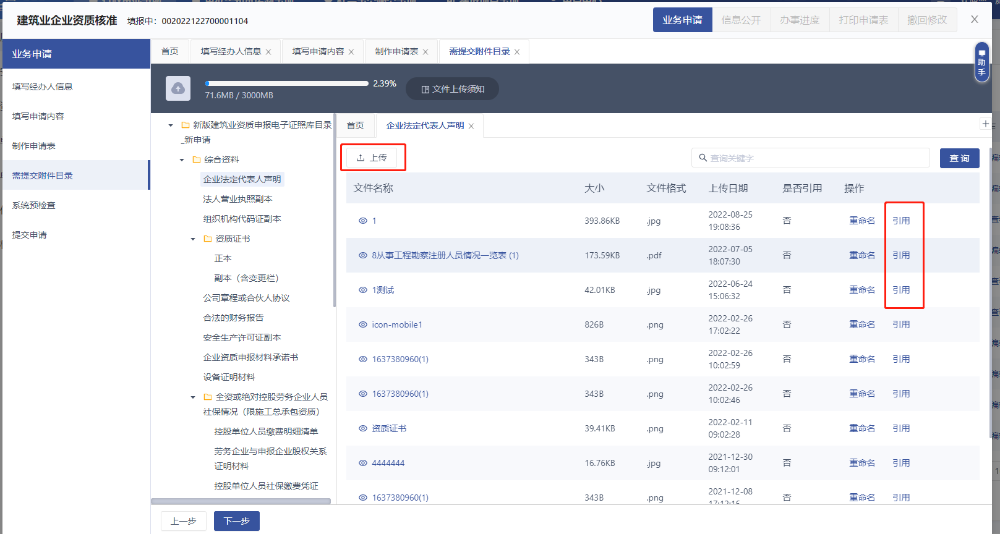 建筑业企业资质核准 填报中：002022122700001104
业务申请 信息公开 办事进度 打印申请表 撤回修改 X
业务申请
填写经办人信息
填写申请内容
制作申请表
需提交附件目录
系统预检查
提交申请
首页 填写经办人信息 × 填写申请内容 × 制作申请表 × 需提交附件目录 ×
助手
2.39%
71.6MB / 3000MB
文件上传须知
新版建筑业资质申报电子证照库目录
_新申请
综合资料
企业法定代表人声明
法人营业执照副本
组织机构代码证副本
资质证书
正本
副本（含变更栏）
公司章程或合伙人协议
合法的财务报告
安全生产许可证副本
企业资质申报材料承诺书
设备证明材料
全资或绝对控股劳务企业人员
社保情况（限施工总承包资质）
控股单位人员缴费明细清单
劳务企业与申报企业股权关系
证明材料
控股单位人员社保缴费凭证
首页 企业法定代表人声明 × +
上传 查询关键字 查询
文件名称 大小 文件格式 上传日期 是否引用 操作
1 393.86KB .jpg 2022-08-25 19:08:36 否 重命名 引用
8从事工程勘察注册人员情况一览表 (1) 173.59KB .pdf 2022-07-05 18:07:30 否 重命名 引用
1测试 42.01KB .jpg 2022-06-24 15:06:32 否 重命名 引用
icon-mobile1 826B .png 2022-02-26 17:02:22 否 重命名 引用
1637380960(1) 343B .png 2022-02-26 10:02:59 否 重命名 引用
1637380960(1) 343B .png 2022-02-26 10:02:46 否 重命名 引用
资质证书 39.41KB .png 2022-02-11 09:02:28 否 重命名 引用
4444444 16.76KB .jpg 2021-12-30 09:12:01 否 重命名 引用
1637380960(1) 343B .png 2021-12-08 否 重命名 引用
上一步 下一步